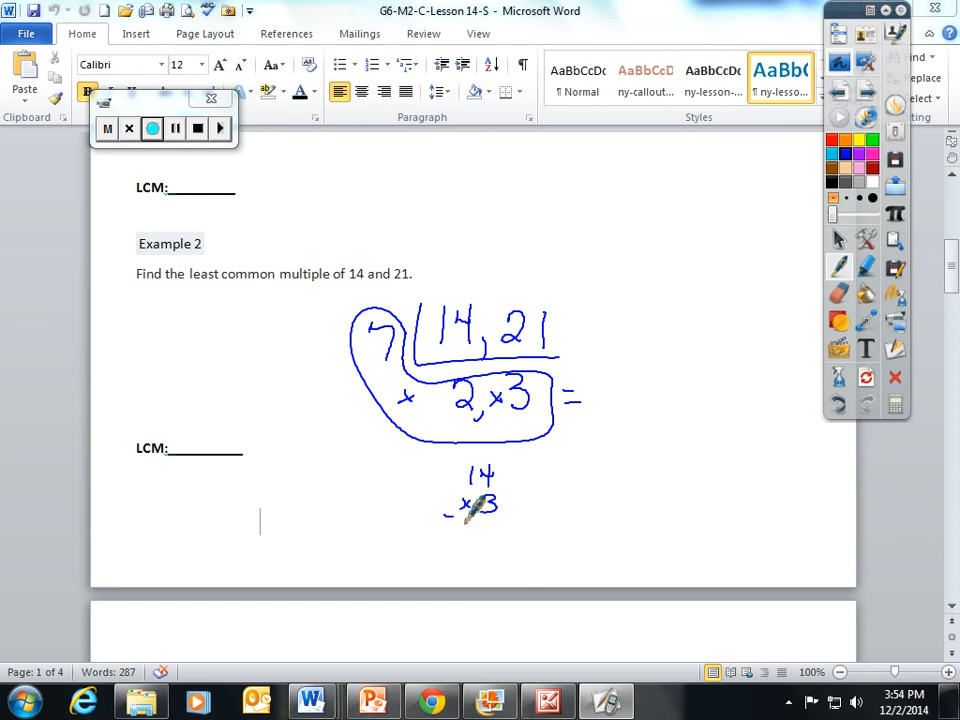 G6-M2-C-Lesson 14-S - Microsoft Word
File Home Insert Page Layout References Mailings Review View
Calibri 12 Aa
Paste
Clipboard
Paragraph
AaBbCcDc AaBbCcD AaBbCcDc AaBbC
¶ Normal ny-callout... ny-lesson-... ¶ ny-lesso...
Styles
Find
Replace
Select
M
LCM:
Example 2
Find the least common multiple of 14 and 21.
7 14, 21
× 2, × 3 =
LCM:
14
× 3
Page: 1 of 4 Words: 287 100%
3:54 PM
12/2/2014